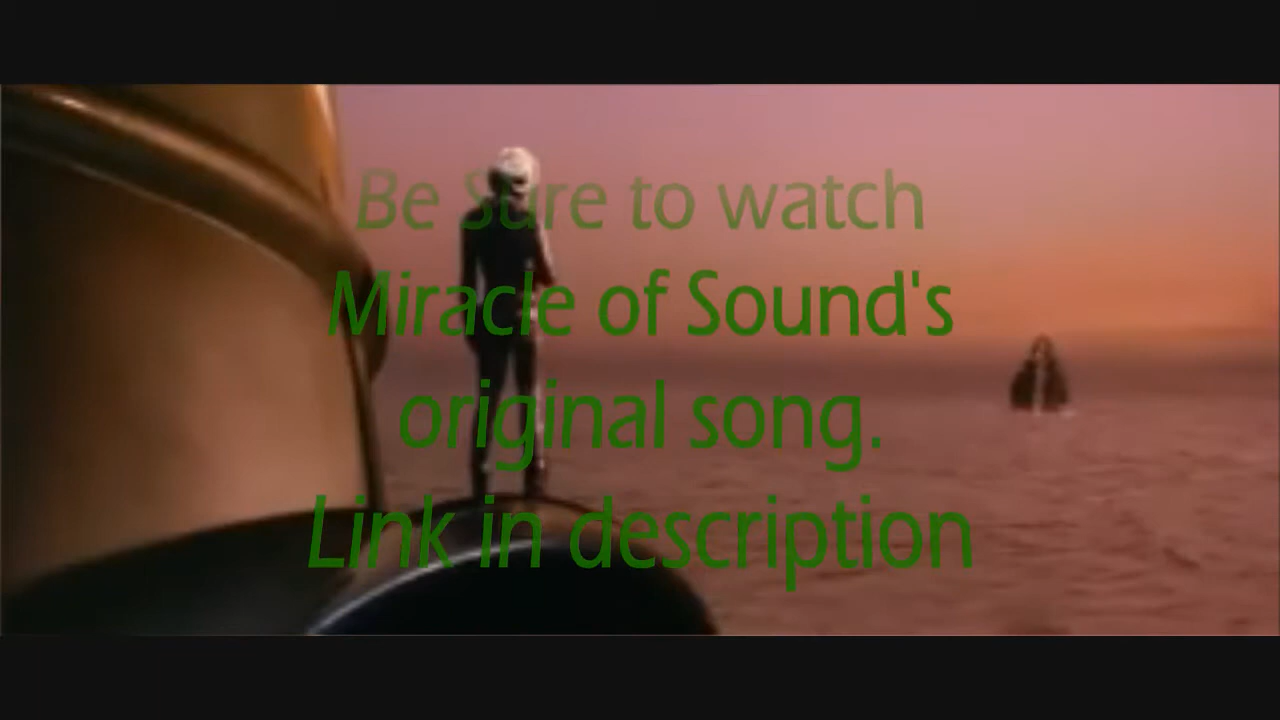 Be Sure to watch
Miracle of Sound's
original song.
Link in description